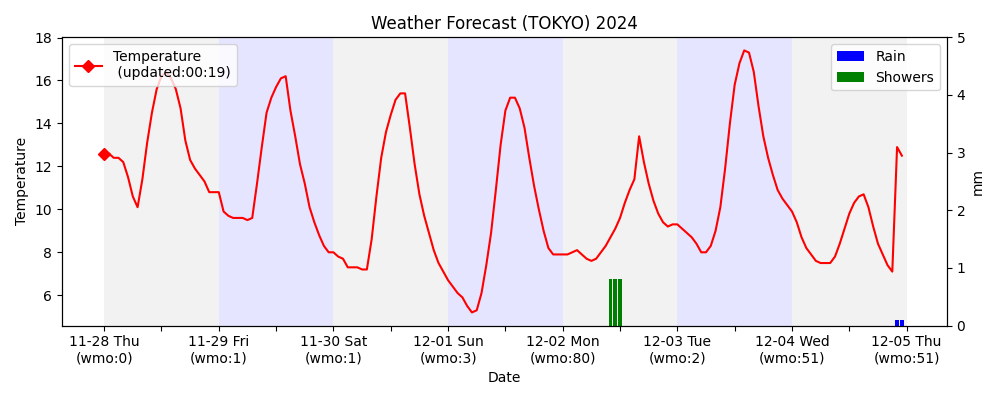 Weather Forecast (TOKYO) 2024
Temperature
(updated:00:19)
Rain
Showers
18
16
14
12
10
8
6
Temperature
5
4
3
2
1
0
mm
11-28 Thu
(wmo:0)
11-29 Fri
(wmo:1)
11-30 Sat
(wmo:1)
12-01 Sun
(wmo:3)
12-02 Mon
(wmo:80)
12-03 Tue
(wmo:2)
12-04 Wed
(wmo:51)
12-05 Thu
(wmo:51)
Date